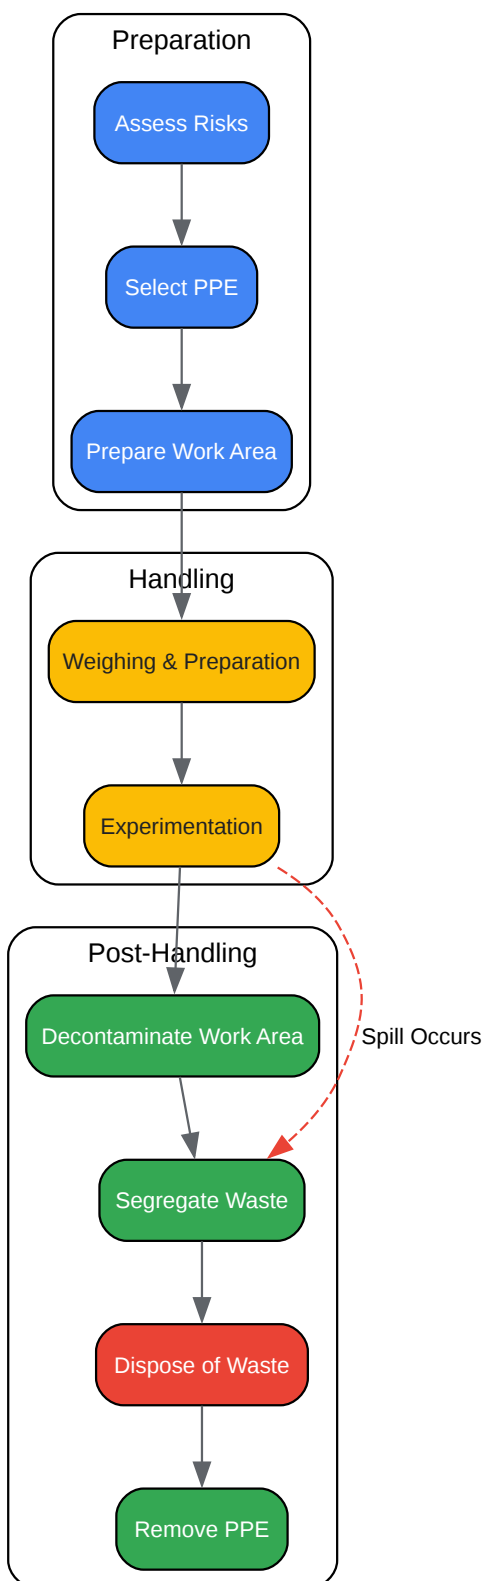 Preparation
Assess Risks
Select PPE
Prepare Work Area
Handling
Weighing & Preparation
Experimentation
Post-Handling
Decontaminate Work Area
Spill Occurs
Segregate Waste
Dispose of Waste
Remove PPE